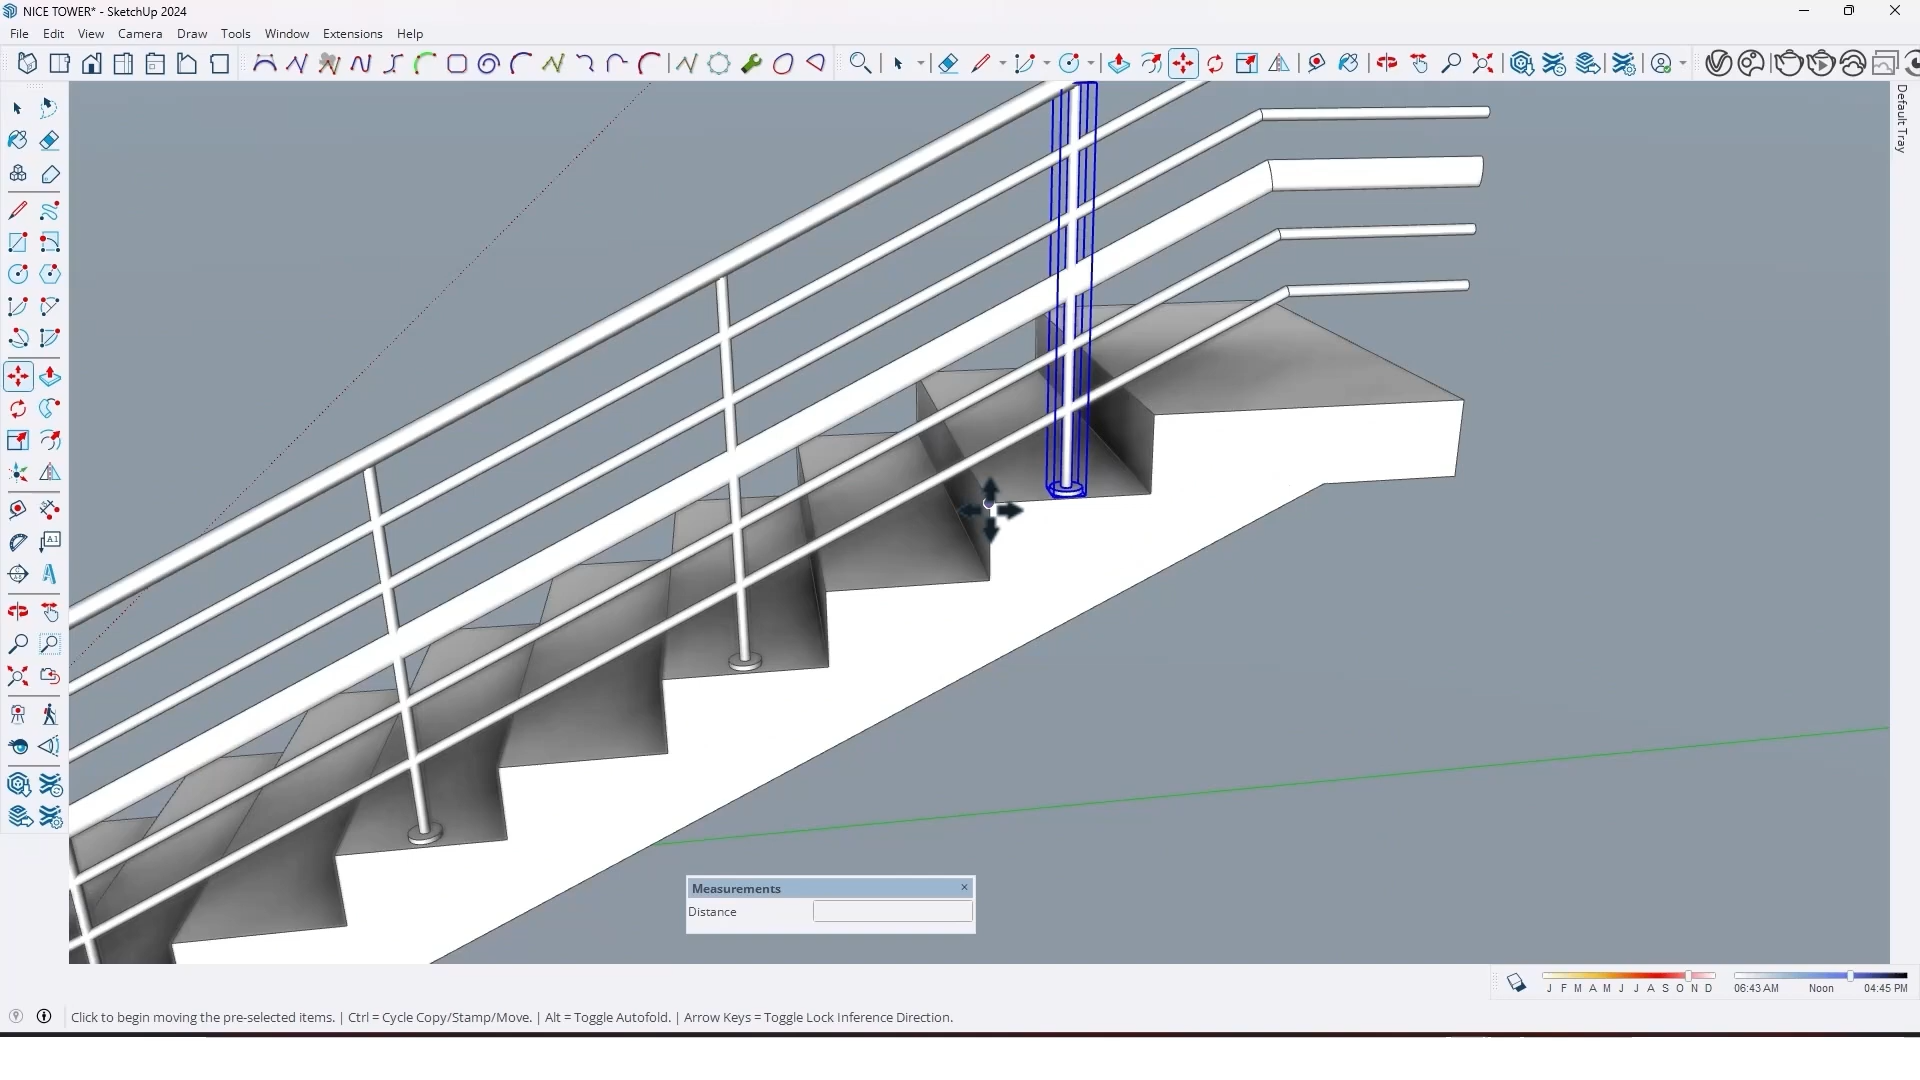 NICE TOWER* - SketchUp 2024
File Edit View Camera Draw Tools Window Extensions Help
Default Tray
A1
A
Measurements ×
Distance
J F M A M J J A S O N D
06:43 AM Noon 04:45 PM
Click to begin moving the pre-selected items. | Ctrl = Cycle Copy/Stamp/Move. | Alt = Toggle Autofold. | Arrow Keys = Toggle Lock Inference Direction.